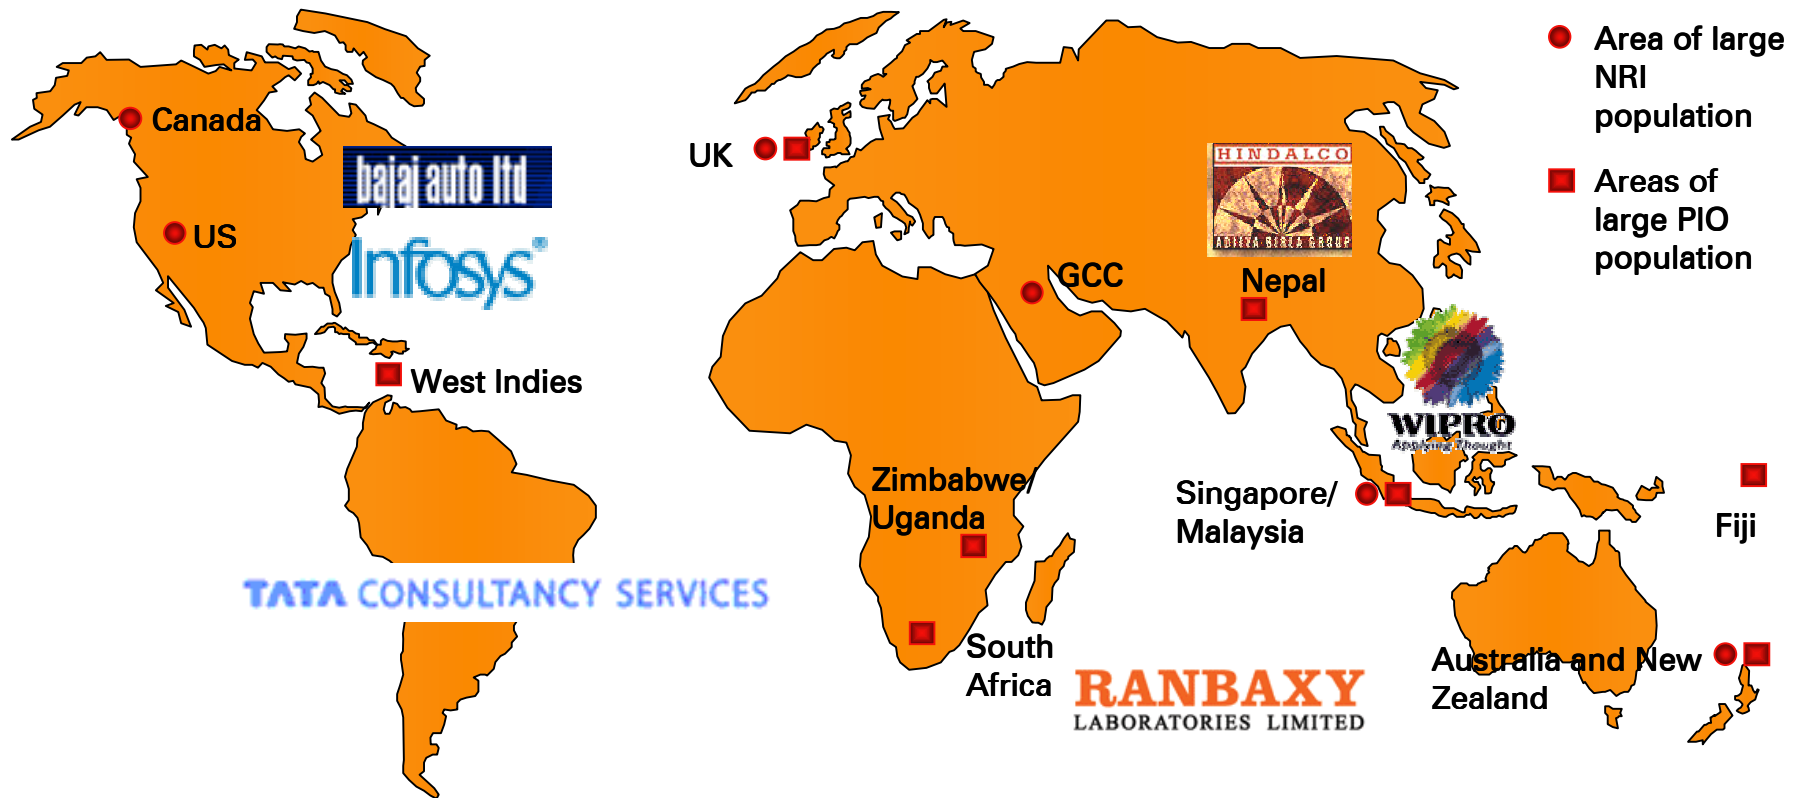 Area of large
NRI
population
Areas of
large PIO
population
Canada
US
bajaj auto ltd
Infosys®
West Indies
TATA CONSULTANCY SERVICES
UK
GCC
HINDALCO
ADITYA BIRLA GROUP
Nepal
WIPRO
Applying Thought
Zimbabwe/
Uganda
South
Africa
Singapore/
Malaysia
Fiji
Australia and New
Zealand
RANBAXY
LABORATORIES LIMITED